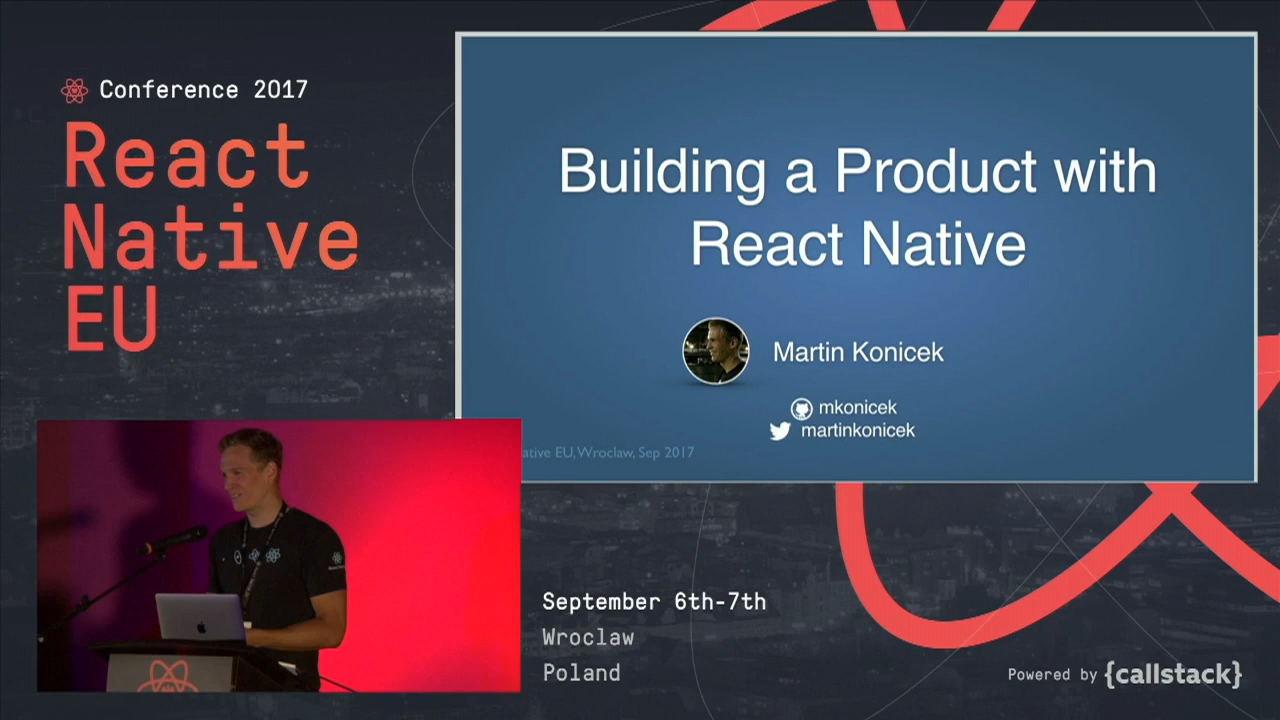 Conference 2017
React
Native
EU
Building a Product with
React Native
Martin Konicek
mkonicek
martinkonicek
ative EU, Wroclaw, Sep 2017
September 6th-7th
Wroclaw
Poland
Powered by {callstack}